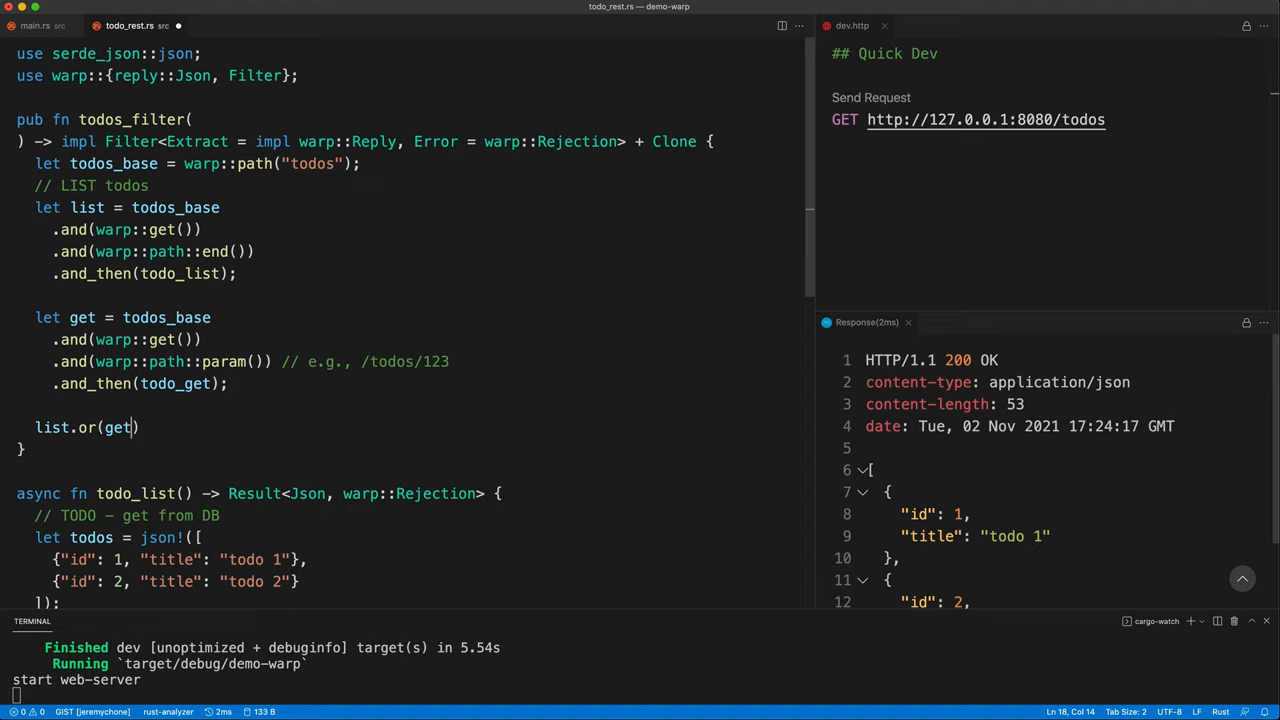 todo_rest.rs — demo-warp
main.rs src
todo_rest.rs src
dev.http
use serde_json::json;
use warp::{reply::Json, Filter};
pub fn todos_filter(
) -> impl Filter<Extract = impl warp::Reply, Error = warp::Rejection> + Clone {
let todos_base = warp::path("todos");
// LIST todos
let list = todos_base
.and(warp::get())
.and(warp::path::end())
.and_then(todo_list);
let get = todos_base
.and(warp::get())
.and(warp::path::param()) // e.g., /todos/123
.and_then(todo_get);
list.or(get)
}
async fn todo_list() -> Result<Json, warp::Rejection> {
// TODO – get from DB
let todos = json!([
{"id": 1, "title": "todo 1"},
{"id": 2, "title": "todo 2"}
]);
## Quick Dev
Send Request
GET http://127.0.0.1:8080/todos
Response(2ms)
1 HTTP/1.1 200 OK
2 content-type: application/json
3 content-length: 53
4 date: Tue, 02 Nov 2021 17:24:17 GMT
5
6 [
7 {
8 "id": 1,
9 "title": "todo 1"
10 },
11 {
12 "id": 2,
TERMINAL
cargo-watch
Finished dev [unoptimized + debuginfo] target(s) in 5.54s
Running `target/debug/demo-warp`
start web-server
0 0 GIST [jeremychone] rust-analyzer 2ms 133 B
Ln 18, Col 14 Tab Size: 2 UTF-8 LF Rust